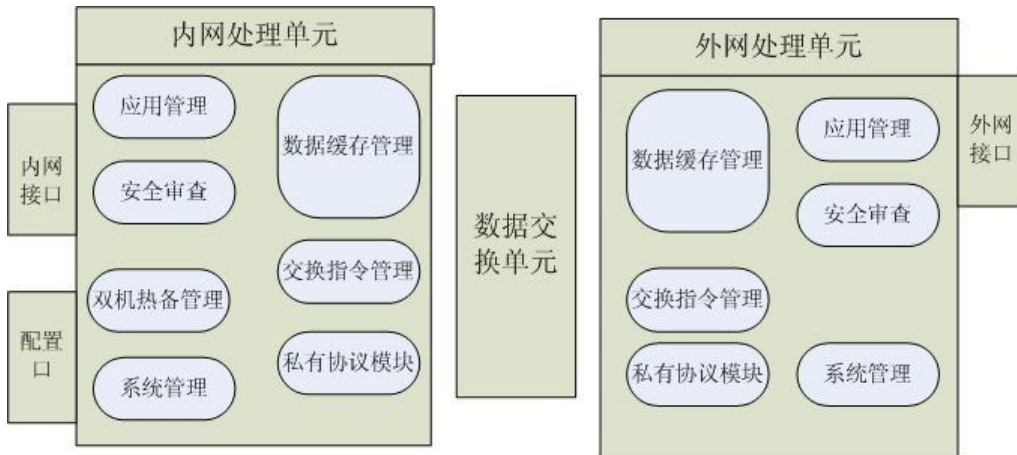 内网处理单元
应用管理
数据缓存管理
内网
接口
安全审查
双机热备管理
交换指令管理
配置
口
系统管理
私有协议模块
数据交
换单元
外网处理单元
数据缓存管理
应用管理
外网
接口
安全审查
交换指令管理
私有协议模块
系统管理